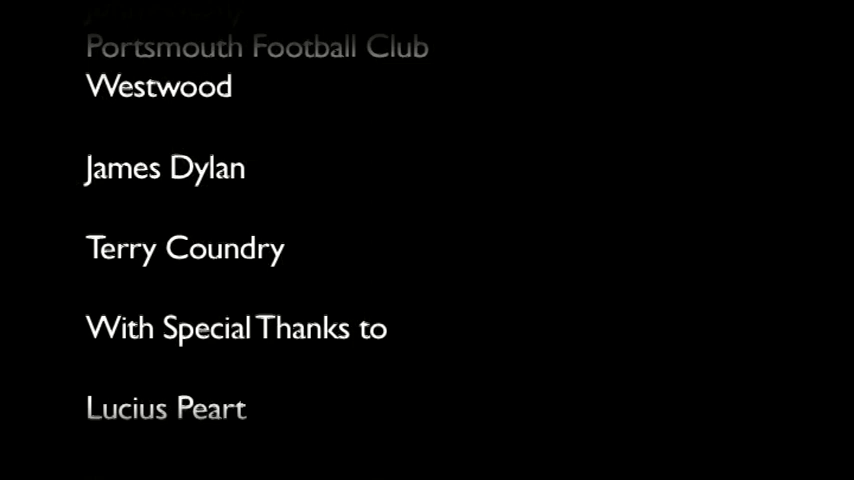 Portsmouth Football Club
Westwood
James Dylan
Terry Coundry
With Special Thanks to
Lucius Peart